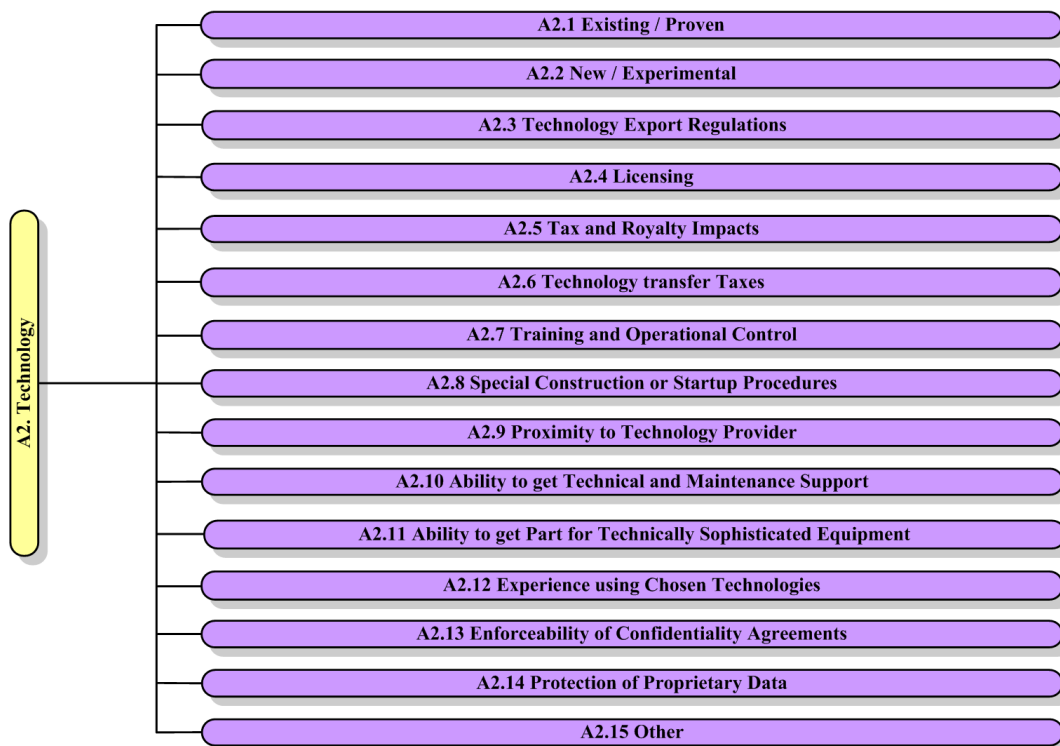 A2. Technology
A2.1 Existing / Proven
A2.2 New / Experimental
A2.3 Technology Export Regulations
A2.4 Licensing
A2.5 Tax and Royalty Impacts
A2.6 Technology transfer Taxes
A2.7 Training and Operational Control
A2.8 Special Construction or Startup Procedures
A2.9 Proximity to Technology Provider
A2.10 Ability to get Technical and Maintenance Support
A2.11 Ability to get Part for Technically Sophisticated Equipment
A2.12 Experience using Chosen Technologies
A2.13 Enforceability of Confidentiality Agreements
A2.14 Protection of Proprietary Data
A2.15 Other